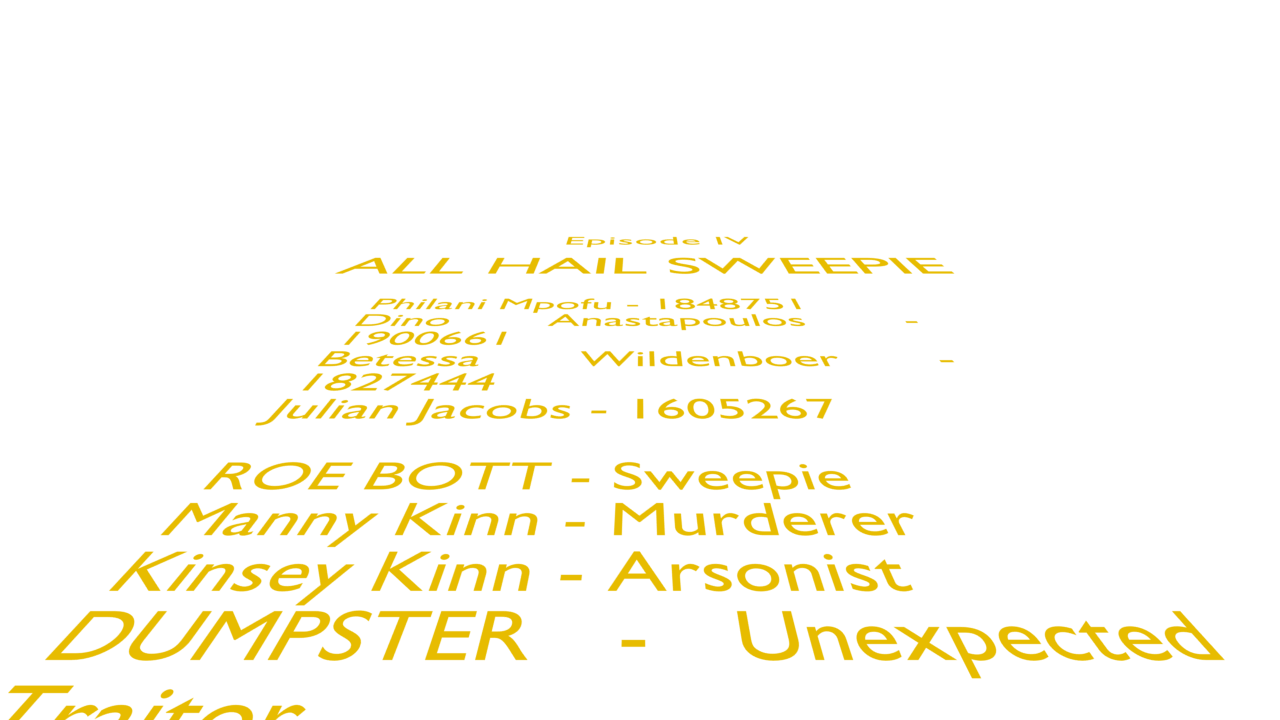 Episode IV
ALL HAIL SWEEPIE
Philani Mpofu - 1848751
Dino Anastapoulos -
1900661
Betessa Wildenboer -
1827444
Julian Jacobs - 1605267
ROE BOTT - Sweepie
Manny Kinn - Murderer
Kinsey Kinn - Arsonist
DUMPSTER - Unexpected
Traitor